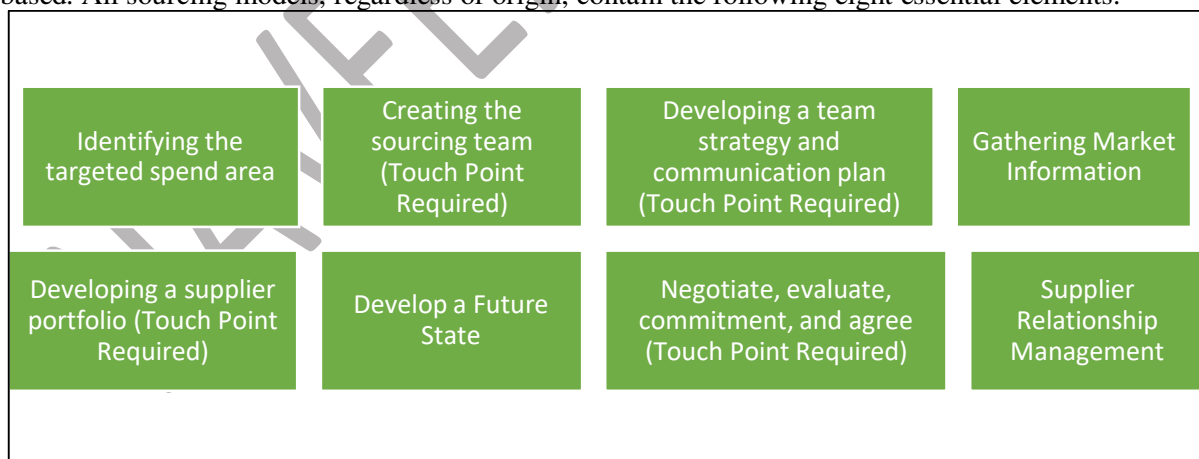 based. All sourcing models, regardless of origin, contain the following eight essential elements:
Identifying the
targeted spend area
Creating the
sourcing team
(Touch Point
Required)
Developing a team
strategy and
communication plan
(Touch Point Required)
Gathering Market
Information
Developing a supplier
portfolio (Touch Point
Required)
Develop a Future
State
Negotiate, evaluate,
commitment, and agree
(Touch Point Required)
Supplier
Relationship
Management